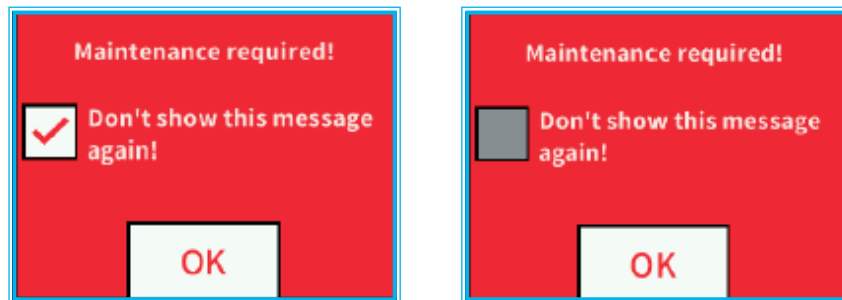 Maintenance required!
Don't show this message
again!
OK
Maintenance required!
Don't show this message
again!
OK